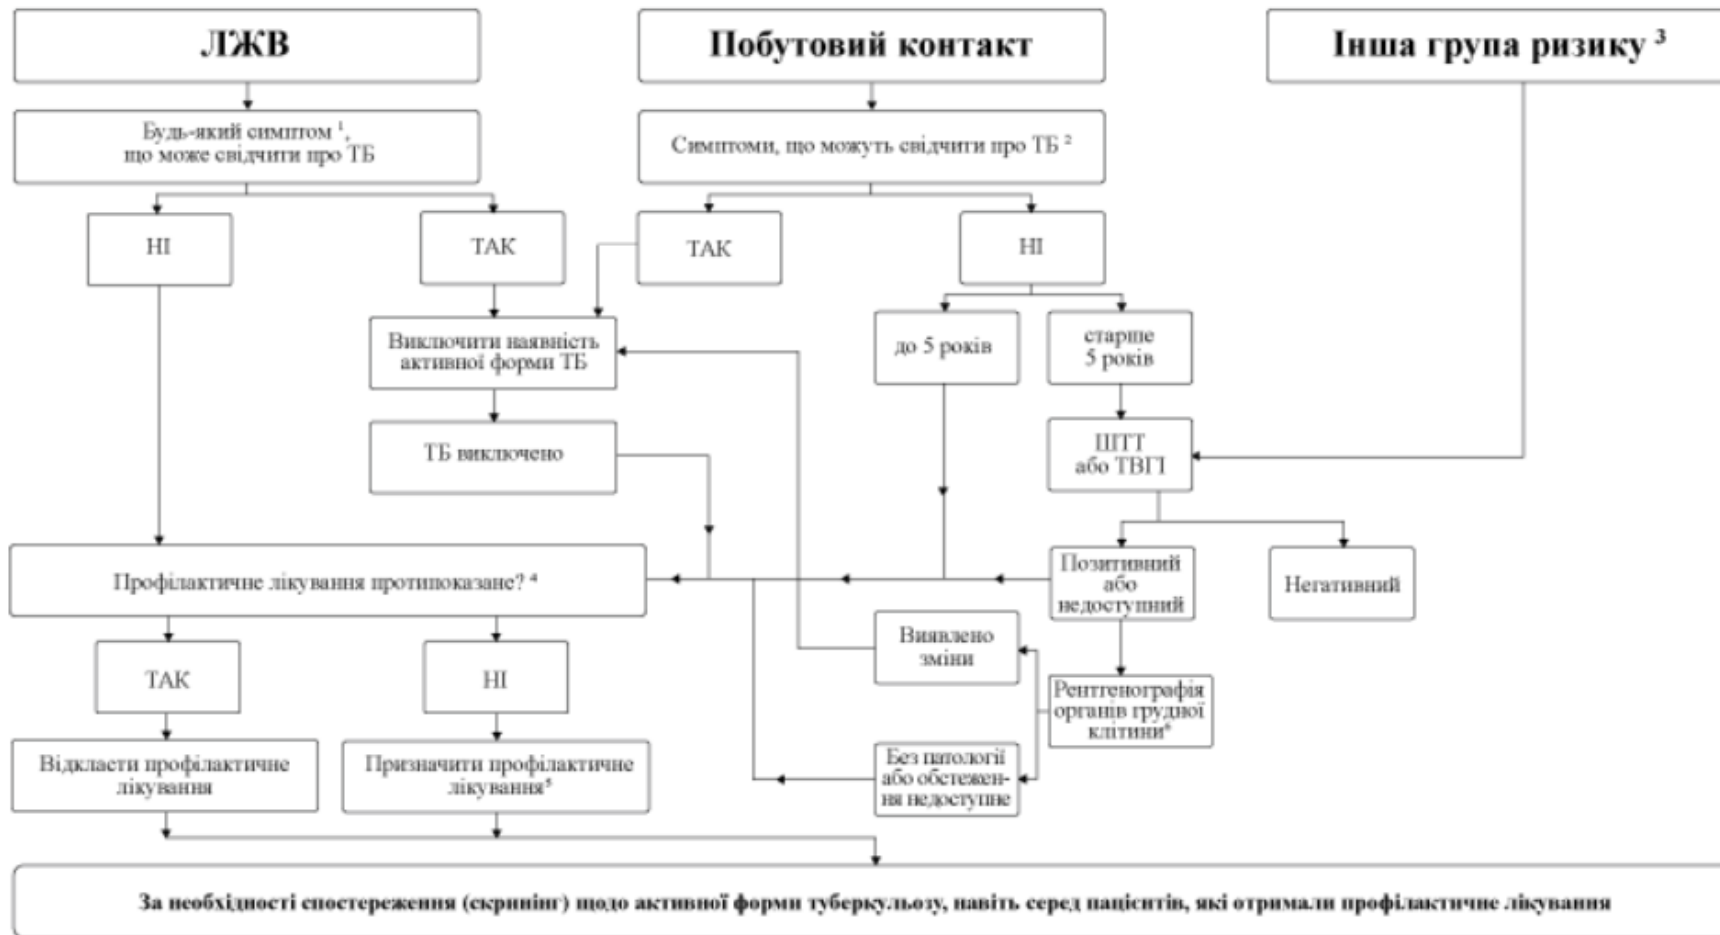 ЛЖВ
Побутовий контакт
Інша група ризику ³
Будь-який симптом ¹,
що може свідчити про ТБ
Симптоми, що можуть свідчити про ТБ ²
НІ
ТАК
ТАК
НІ
Виключити наявність
активної форми ТБ
до 5 років
старше
5 років
ТБ виключено
ШТТ
або ТВГІ
Профілактичне лікування протипоказане? ⁴
Позитивний
або
недоступний
Негативний
Виявлено
зміни
ТАК
НІ
Рентгенографія
органів грудної
клітини⁶
Відкласти профілактичне
лікування
Призначити профілактичне
лікування⁵
Без патології
або обстежен-
ня недоступне
За необхідності спостереження (скринінг) щодо активної форми туберкульозу, навіть серед пацієнтів, які отримали профілактичне лікування